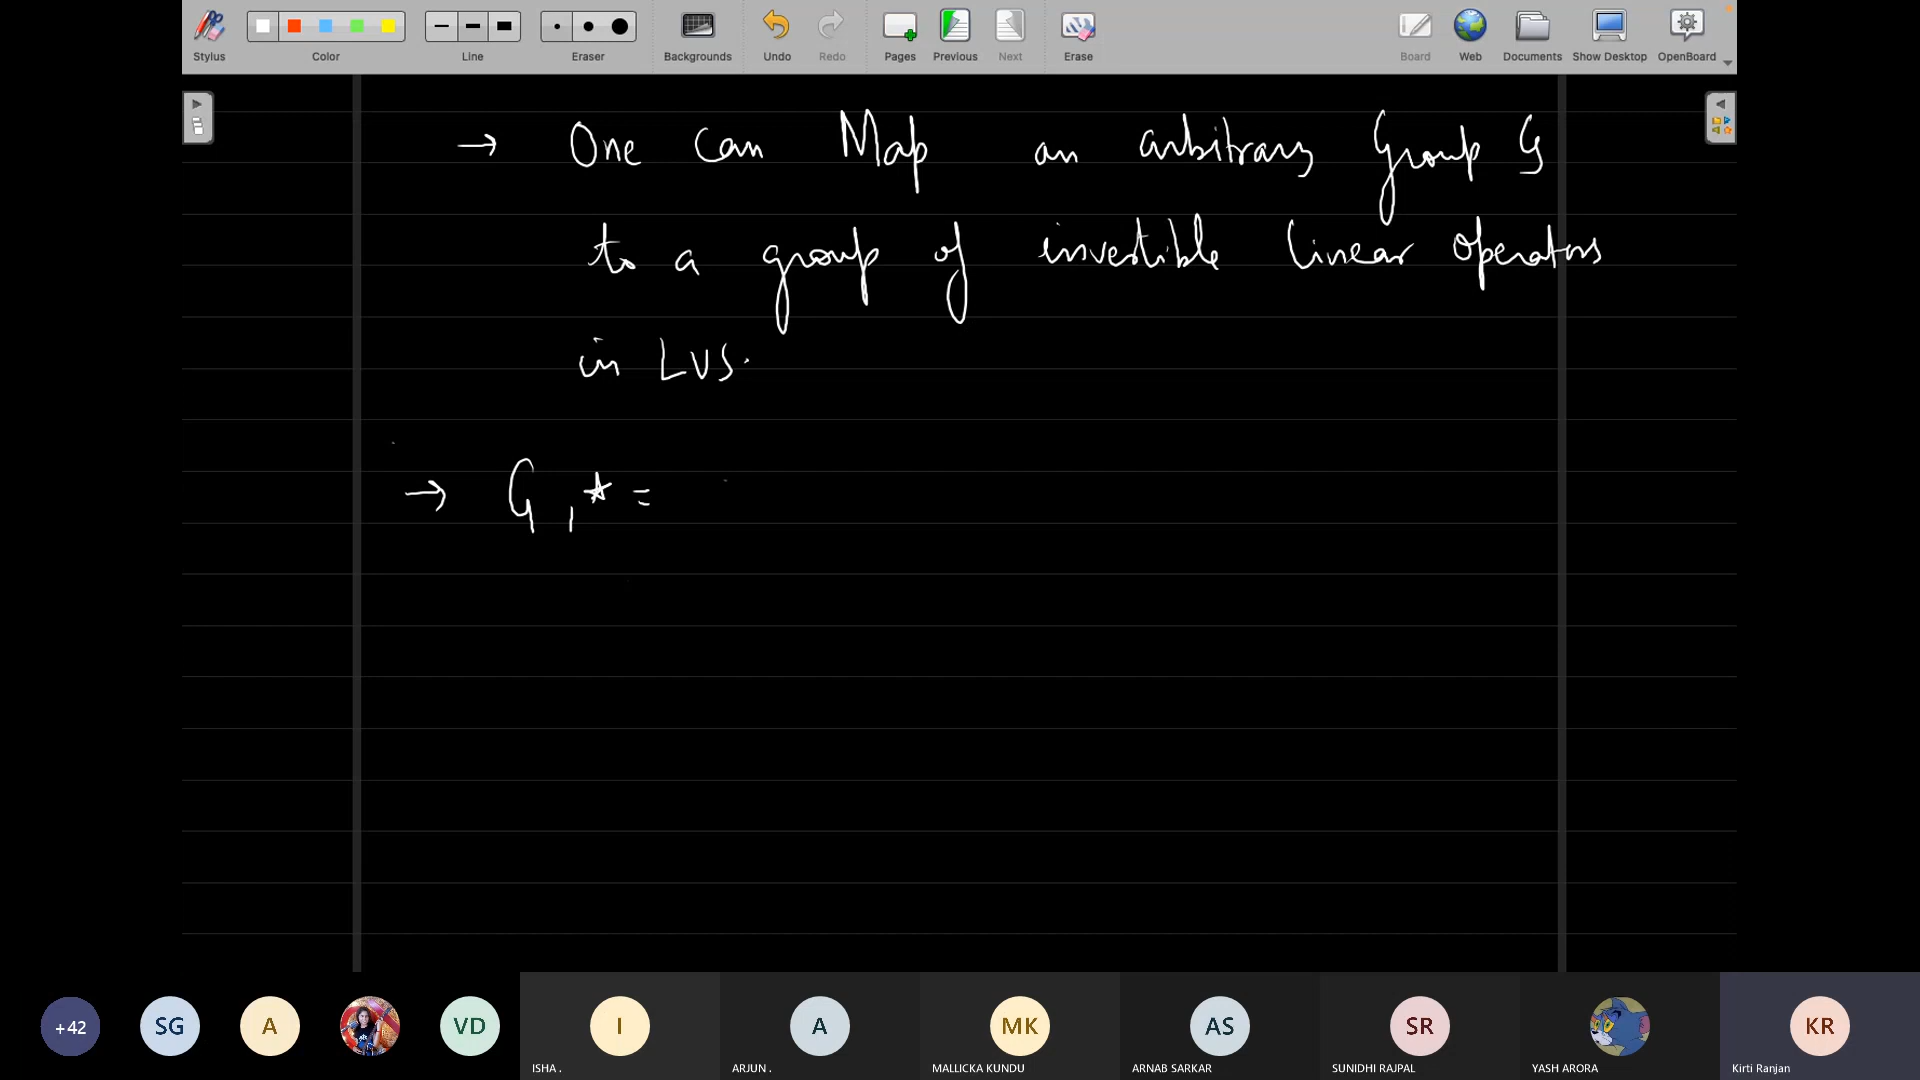 Stylus Color Line Eraser Backgrounds Undo Redo Pages Previous Next Erase Board Web Documents Show Desktop OpenBoard
→ One can Map an arbitrary Group G
to a group of invertible linear operators
in LVS.
→ G, * =
+42 SG A VD I A MK AS SR KR
ISHA . ARJUN . MALLICKA KUNDU ARNAB SARKAR SUNIDHI RAJPAL YASH ARORA Kirti Ranjan